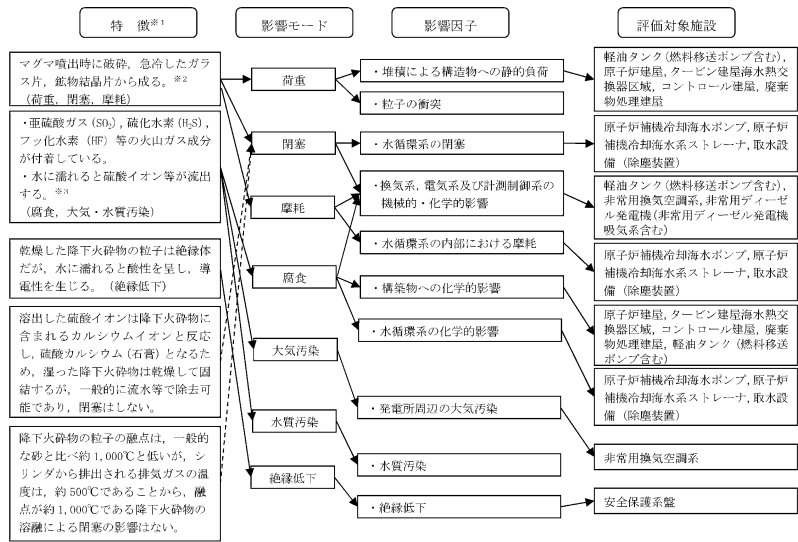 特　徴※1
影響モード
影響因子
評価対象施設
マグマ噴出時に破砕，急冷したガラ
ス片，鉱物結晶片から成る。※2
（荷重，閉塞，摩耗）
・亜硫酸ガス（SO₂），硫化水素（H₂S），
フッ化水素（HF）等の火山ガス成分
が付着している。
・水に濡れると硫酸イオン等が流出
する。※3
（腐食，大気・水質汚染）
乾燥した降下火砕物の粒子は絶縁体
だが，水に濡れると酸性を呈し，導
電性を生じる。（絶縁低下）
溶出した硫酸イオンは降下火砕物に
含まれるカルシウムイオンと反応
し，硫酸カルシウム（石膏）となるた
め，湿った降下火砕物は乾燥して固
結するが，一般的に流水等で除去可
能であり，閉塞はしない。
降下火砕物の粒子の融点は，一般的
な砂と比べ約1,000℃と低いが，シ
リンダから排出される排気ガスの温
度は，約500℃であることから，融
点が約1,000℃である降下火砕物の
溶融による閉塞の影響はない。
荷重
閉塞
摩耗
腐食
大気汚染
水質汚染
絶縁低下
・堆積による構造物への静的負荷
・粒子の衝突
・水循環系の閉塞
・換気系，電気系及び計測制御系の
機械的・化学的影響
・水循環系の内部における摩耗
・構築物への化学的影響
・水循環系の化学的影響
・発電所周辺の大気汚染
・水質汚染
・絶縁低下
軽油タンク（燃料移送ポンプ含む），
原子炉建屋，タービン建屋海水熱交
換器区域，コントロール建屋，廃棄
物処理建屋
原子炉補機冷却海水ポンプ，原子炉
補機冷却海水系ストレーナ，取水設
備（除塵装置）
軽油タンク（燃料移送ポンプ含む），
非常用換気空調系，非常用ディーゼ
ル発電機（非常用ディーゼル発電機
吸気系含む）
原子炉補機冷却海水ポンプ，原子炉
補機冷却海水系ストレーナ，取水設
備（除塵装置）
原子炉建屋，タービン建屋海水熱交
換器区域，コントロール建屋，廃棄
物処理建屋，軽油タンク（燃料移送
ポンプ含む）
原子炉補機冷却海水ポンプ，原子炉
補機冷却海水系ストレーナ，取水設
備（除塵装置）
非常用換気空調系
安全保護系盤